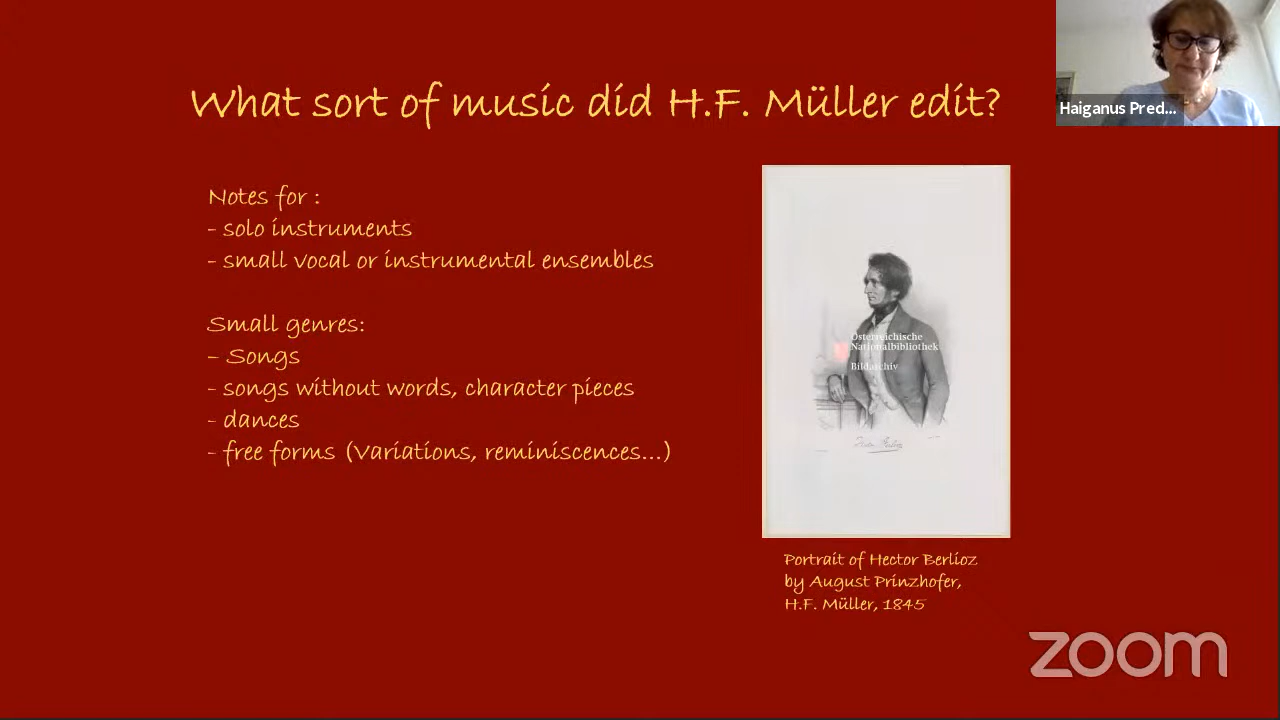 What sort of music did H.F. Müller edit?
Haiganus Pred...
Notes for :
- solo instruments
- small vocal or instrumental ensembles
Small genres:
- Songs
- songs without words, character pieces
- dances
- free forms (Variations, reminiscences...)
Österreichische
Nationalbibliothek
Bildarchiv
Portrait of Hector Berlioz
by August Prinzhofer,
H.F. Müller, 1845
zoom